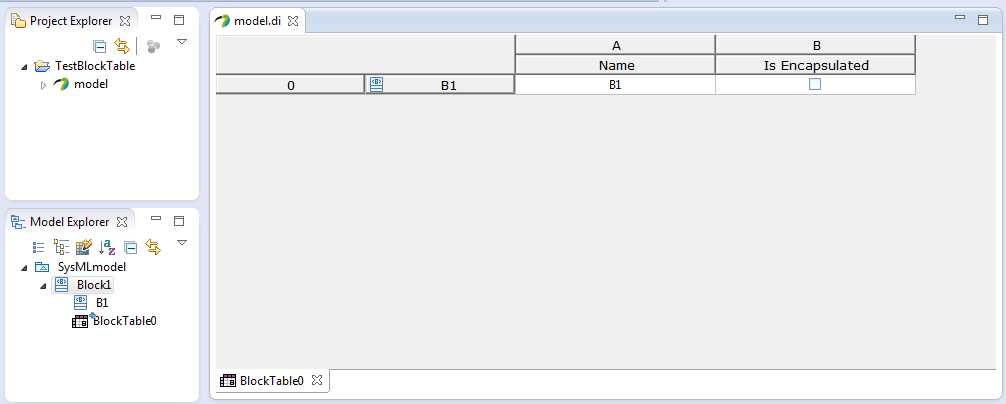 Project Explorer
TestBlockTable
model
Model Explorer
SysMLmodel
Block1
B1
BlockTable0
model.di
A B
Name Is Encapsulated
0 B1 B1
BlockTable0